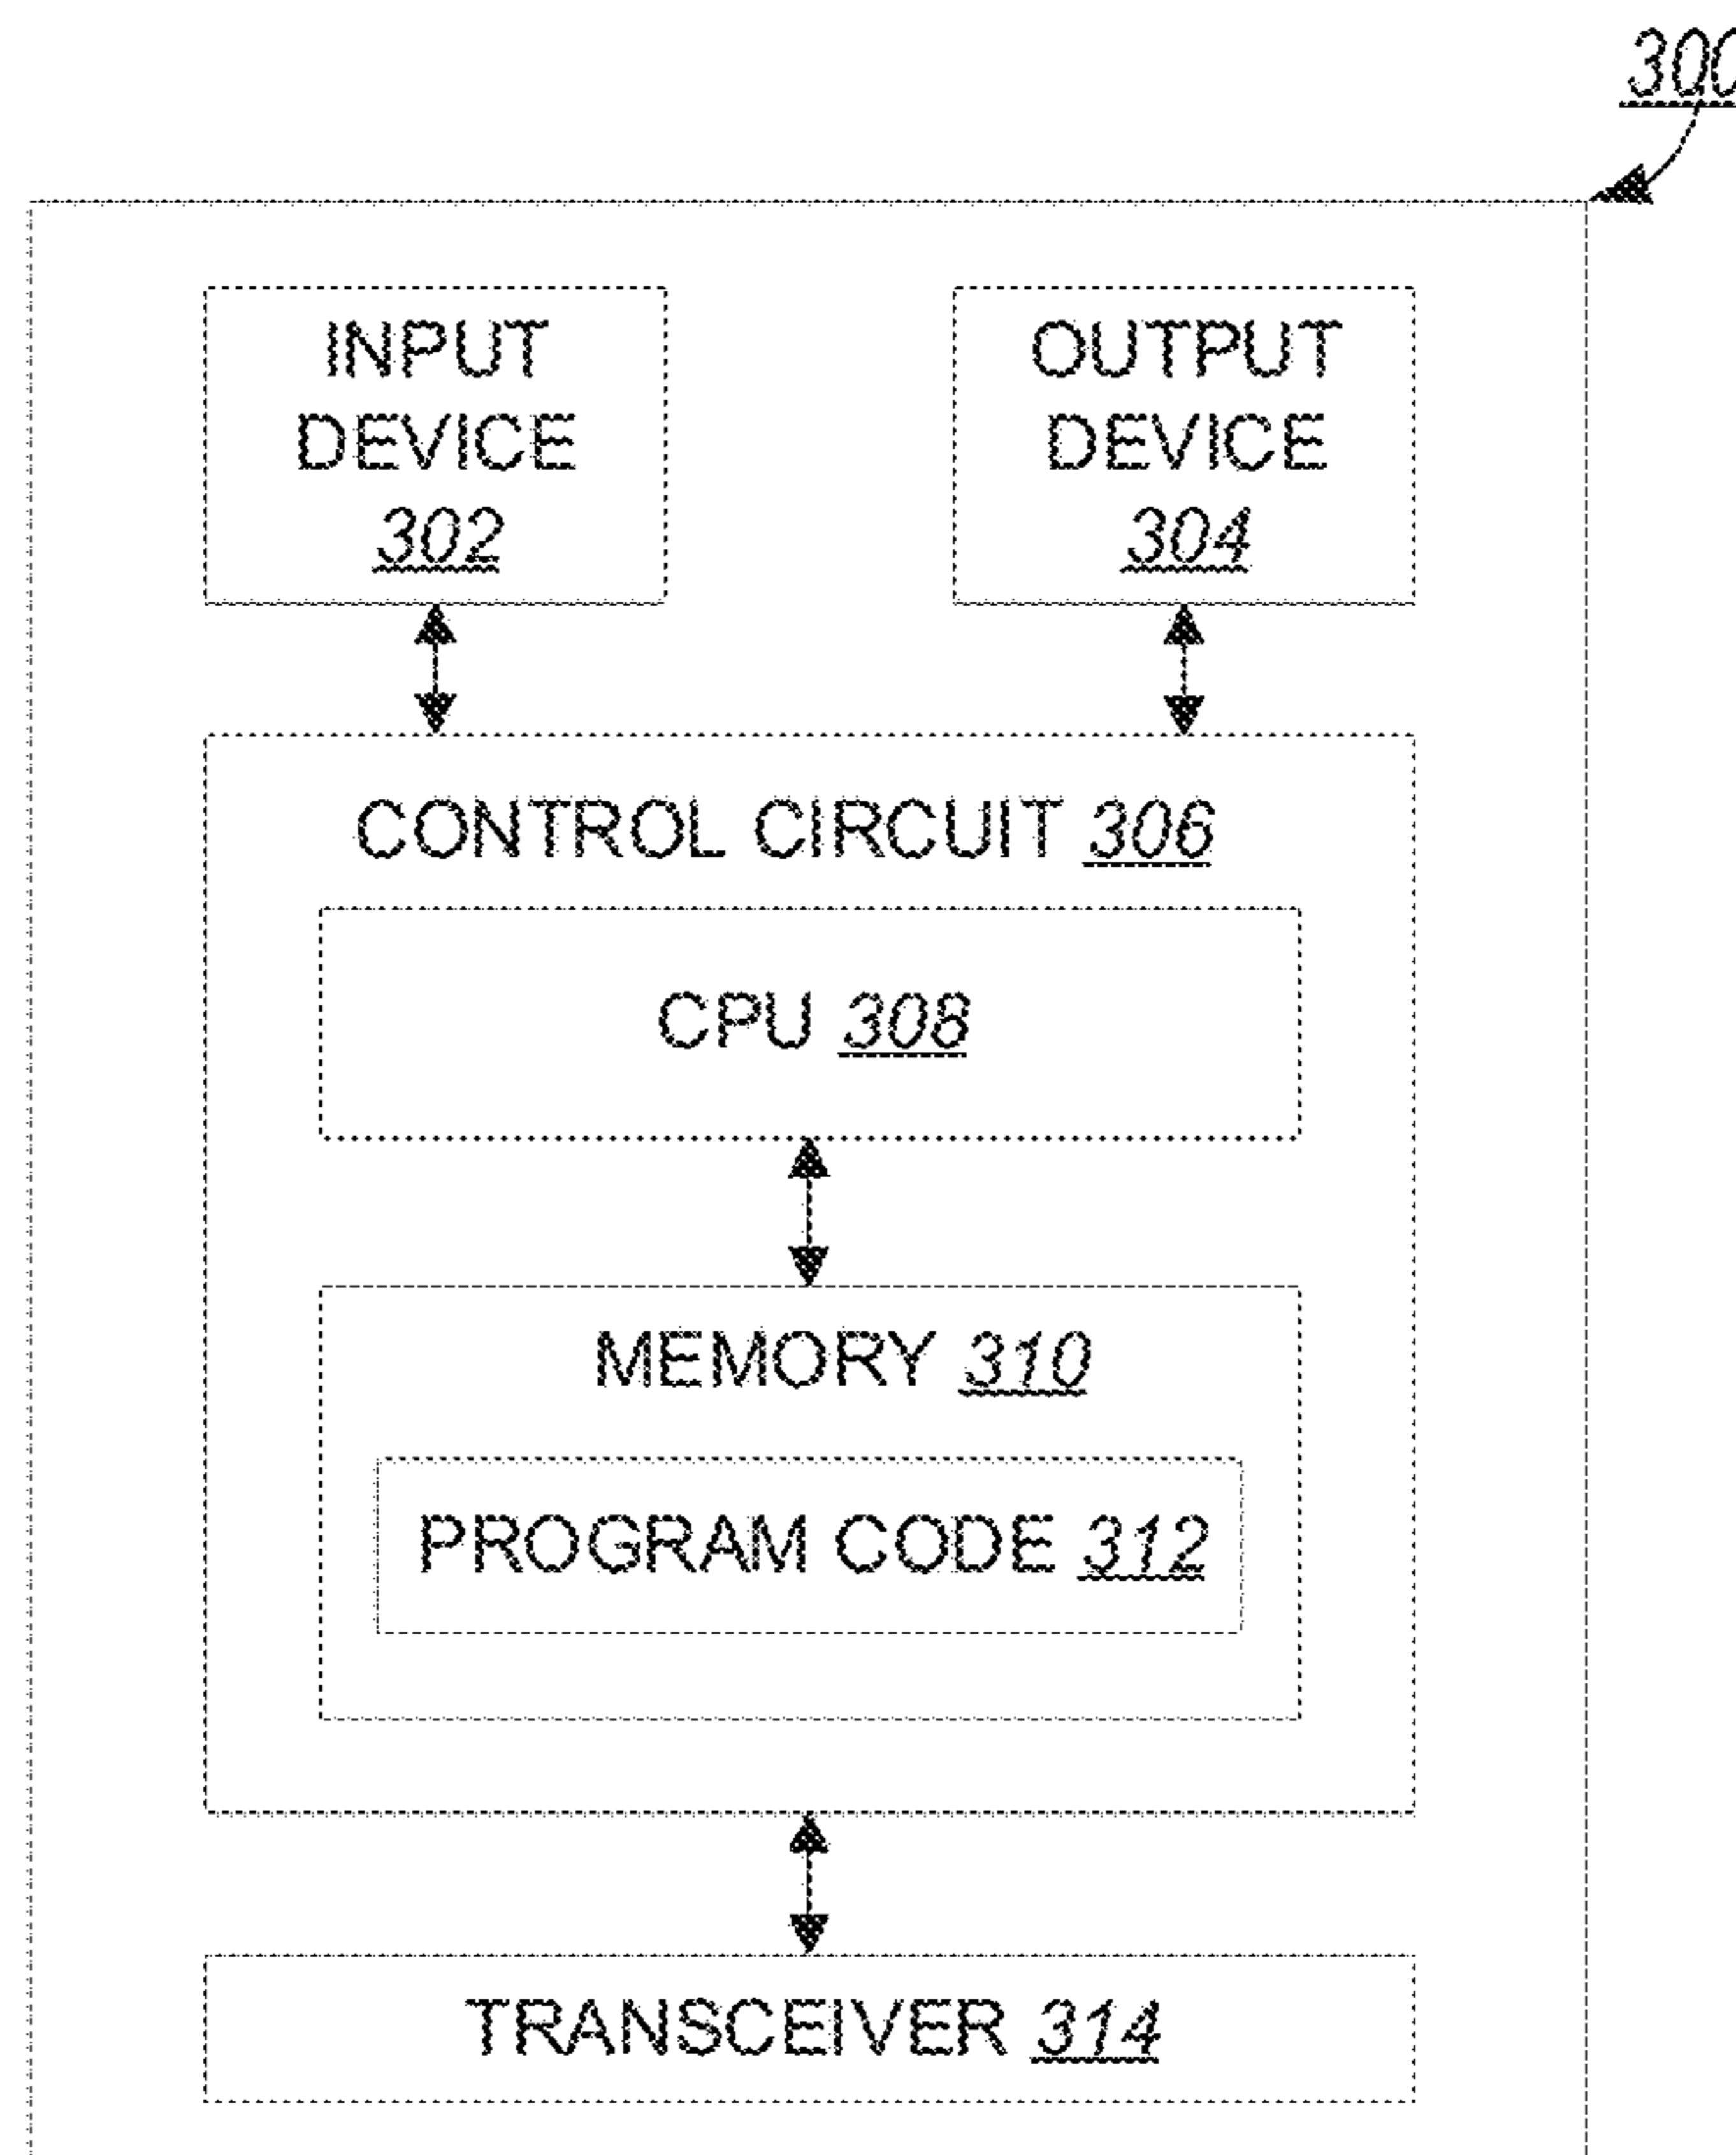 300
INPUT
DEVICE
302
OUTPUT
DEVICE
304
CONTROL CIRCUIT 306
CPU 308
MEMORY 310
PROGRAM CODE 312
TRANSCEIVER 314